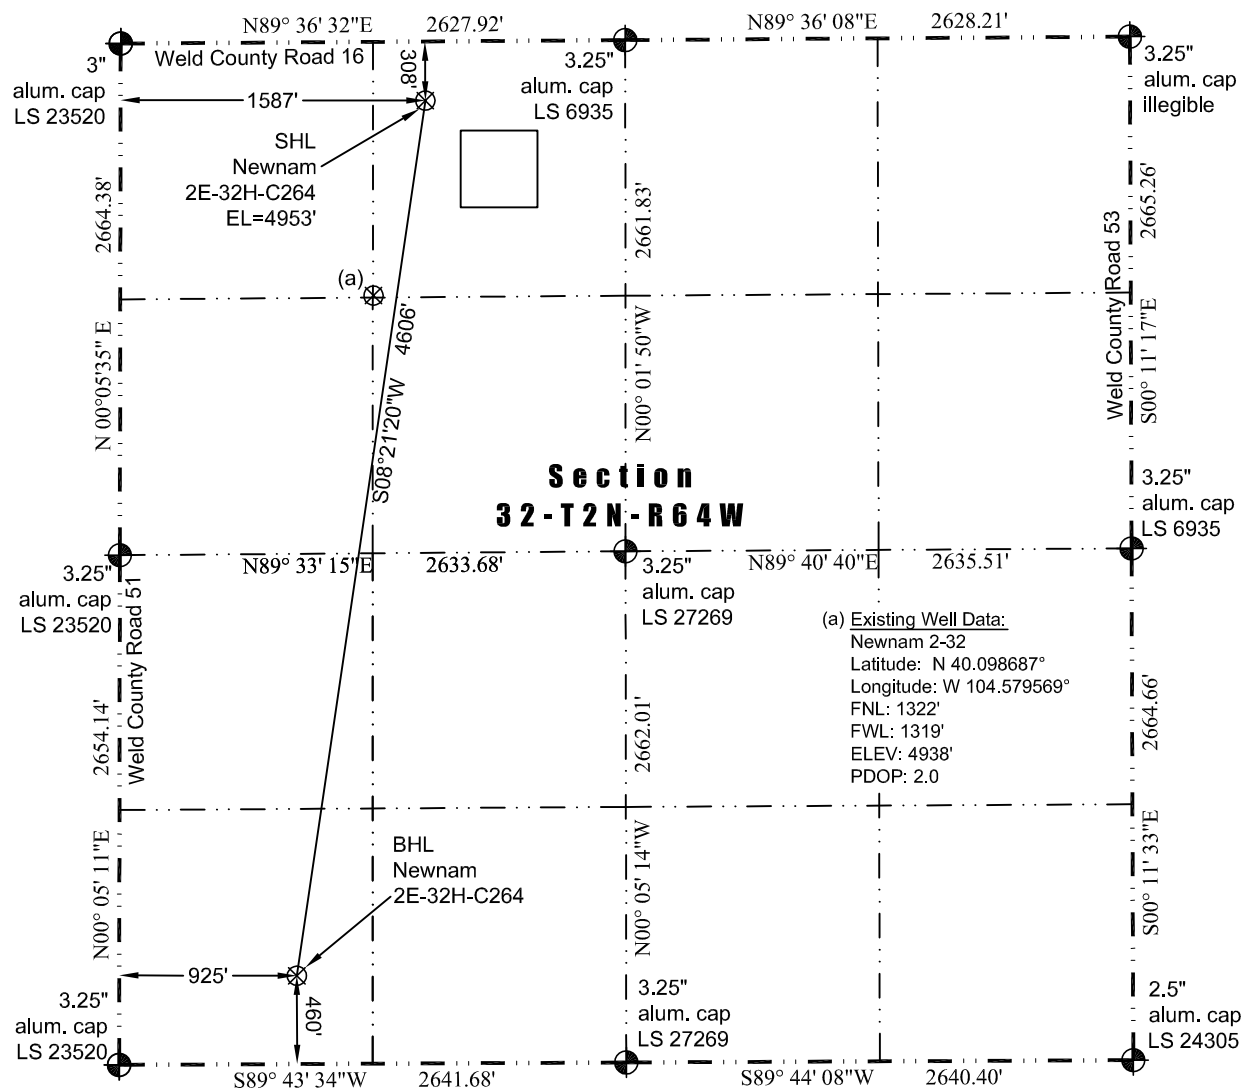 N89° 36' 32"E 2627.92' N89° 36' 08"E 2628.21'
Weld County Road 16
3"
alum. cap
LS 23520
308'
1587'
3.25"
alum. cap
LS 6935
3.25"
alum. cap
illegible
SHL
Newnam
2E-32H-C264
EL=4953'
2664.38'
2661.83'
2665.26'
Weld County Road 53
(a)
4606'
S08°21'20"W
N 00°05'35" E
N00° 01' 50"W
S00° 11' 17"E
Section
32-T2N-R64W
3.25"
alum. cap
LS 6935
N89° 33' 15"E 2633.68' N89° 40' 40"E 2635.51'
3.25"
alum. cap
LS 23520
Weld County Road 51
3.25"
alum. cap
LS 27269
(a) Existing Well Data:
Newnam 2-32
Latitude: N 40.098687°
Longitude: W 104.579569°
FNL: 1322'
FWL: 1319'
ELEV: 4938'
PDOP: 2.0
2654.14'
2662.01'
2664.66'
BHL
Newnam
2E-32H-C264
N00° 05' 11"E
N00° 05' 14"W
S00° 11' 33"E
925'
460'
3.25"
alum. cap
LS 23520
3.25"
alum. cap
LS 27269
2.5"
alum. cap
LS 24305
S89° 43' 34"W 2641.68' S89° 44' 08"W 2640.40'